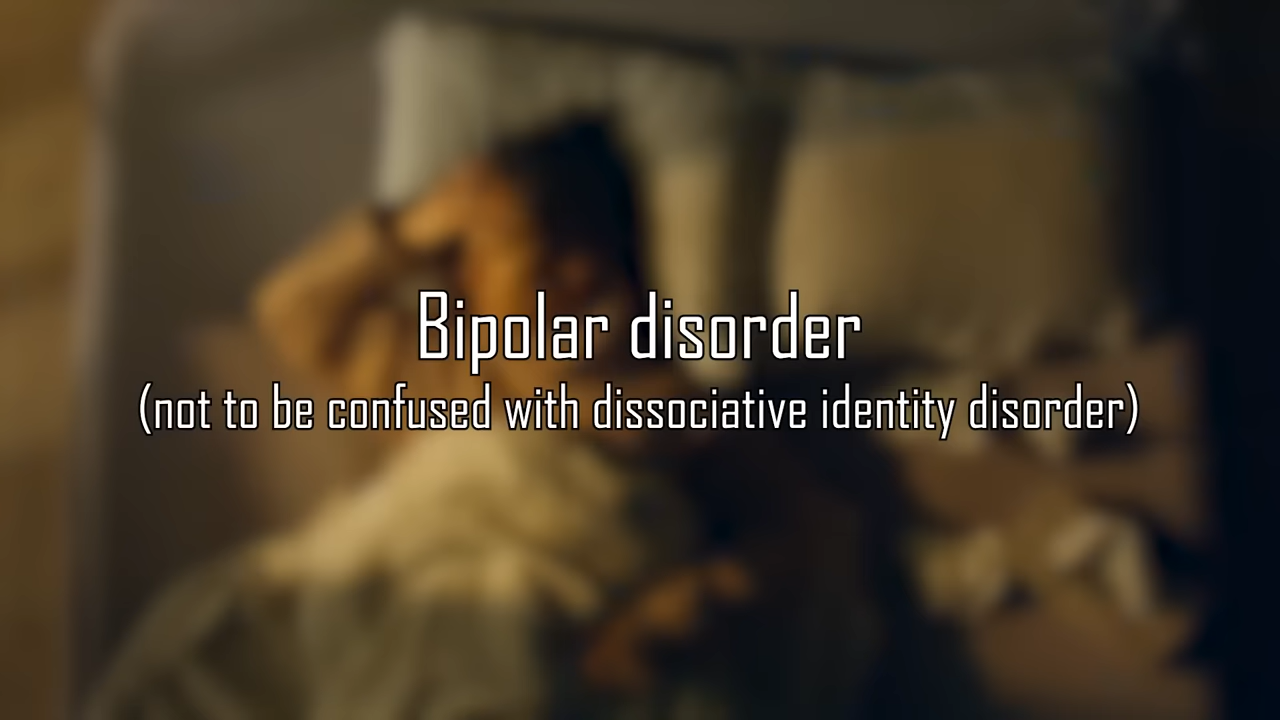 Bipolar disorder
(not to be confused with dissociative identity disorder)